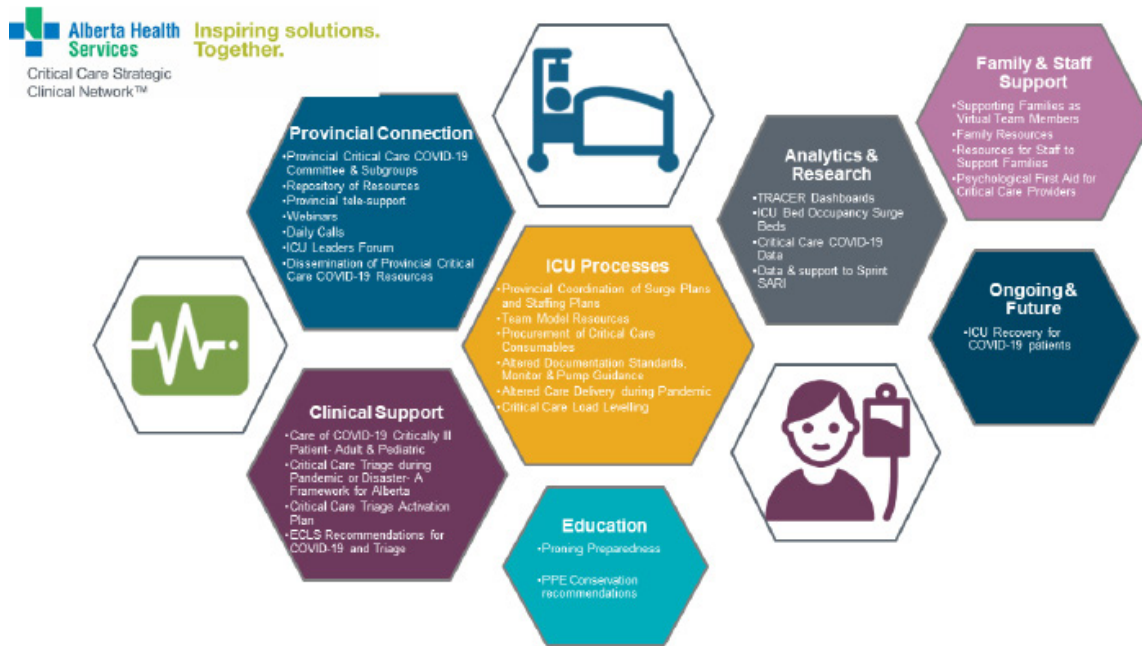 Alberta Health
Services
Inspiring solutions.
Together.
Critical Care Strategic
Clinical Network™
Provincial Connection
•Provincial Critical Care COVID-19
Committee & Subgroups
•Repository of Resources
•Provincial tele-support
•Webinars
•Daily Calls
•ICU Leaders Forum
•Dissemination of Provincial Critical
Care COVID-19 Resources
Analytics &
Research
•TRACER Dashboards
•ICU Bed Occupancy Surge
Beds
•Critical Care COVID-19
Data
•Data & support to Sprint
SARI
Family & Staff
Support
•Supporting Families as
Virtual Team Members
•Family Resources
•Resources for Staff to
Support Families
•Psychological First Aid for
Critical Care Providers
ICU Processes
•Provincial Coordination of Surge Plans
and Staffing Plans
•Team Model Resources
•Procurement of Critical Care
Consumables
•Altered Documentation Standards,
Monitor & Pump Guidance
•Altered Care Delivery during Pandemic
•Critical Care Load Levelling
Ongoing &
Future
•ICU Recovery for
COVID-19 patients
Clinical Support
•Care of COVID-19 Critically Ill
Patient- Adult & Pediatric
•Critical Care Triage during
Pandemic or Disaster- A
Framework for Alberta
•Critical Care Triage Activation
Plan
•ECLS Recommendations for
COVID-19 and Triage
Education
•Proning Preparedness
•PPE Conservation
recommendations